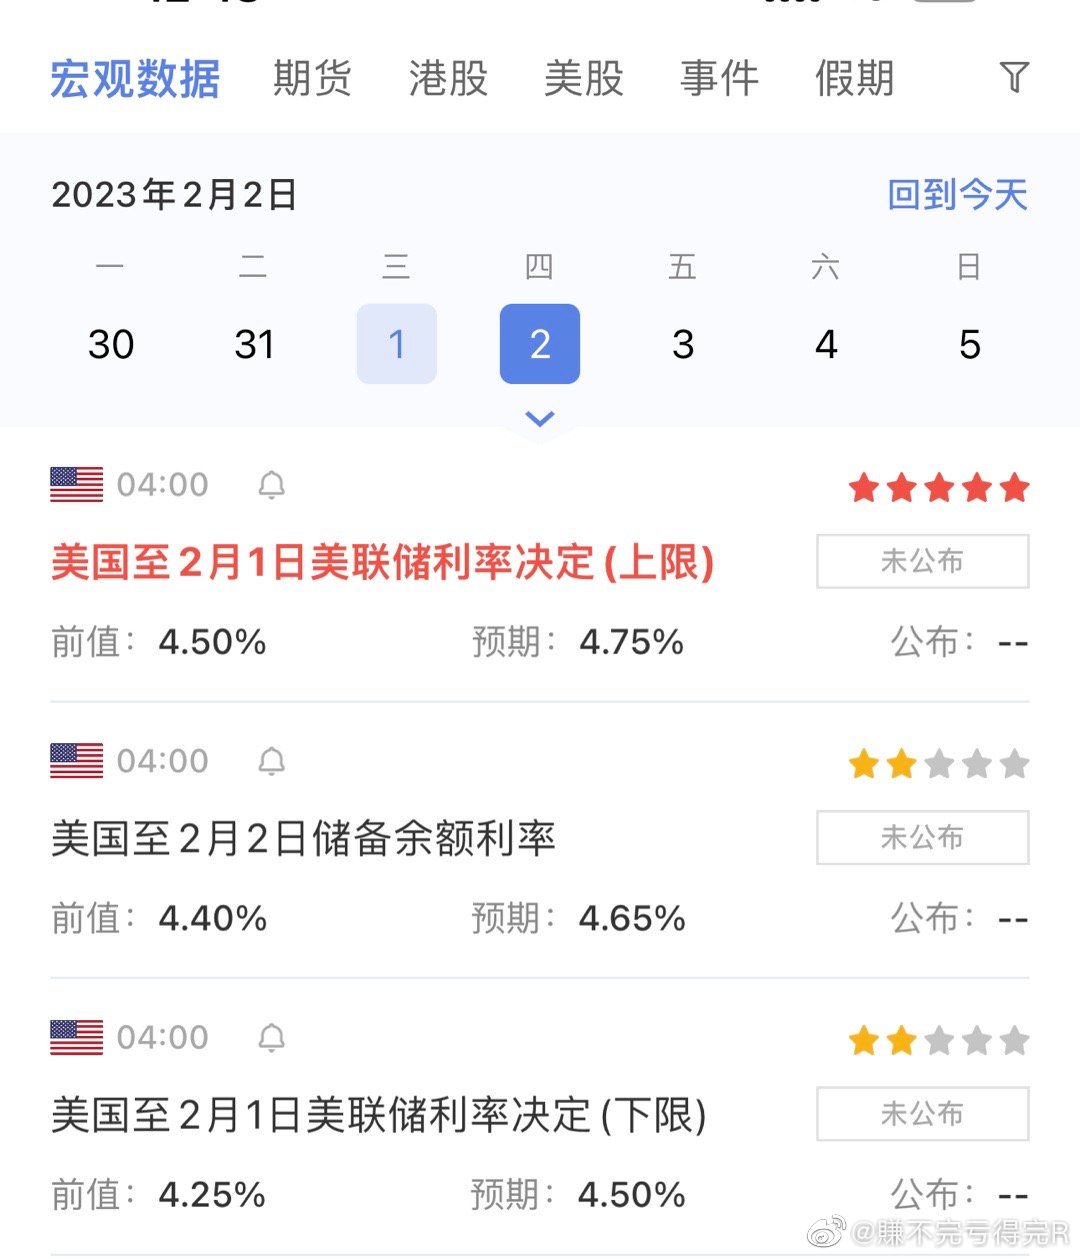 宏观数据 期货 港股 美股 事件 假期
2023年2月2日 回到今天
一 二 三 四 五 六 日
30 31 1 2 3 4 5
04:00
美国至2月1日美联储利率决定(上限) 未公布
前值: 4.50% 预期: 4.75% 公布: --
04:00
美国至2月2日储备余额利率 未公布
前值: 4.40% 预期: 4.65% 公布: --
04:00
美国至2月1日美联储利率决定(下限) 未公布
前值: 4.25% 预期: 4.50% 公布: --
@赚不完亏得完R